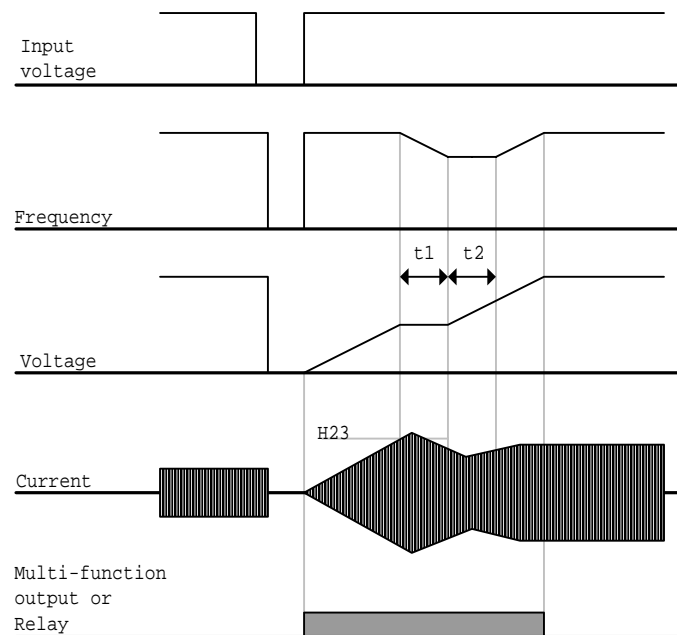 Input
voltage
Frequency
t1 t2
Voltage
H23
Current
Multi-function
output or
Relay